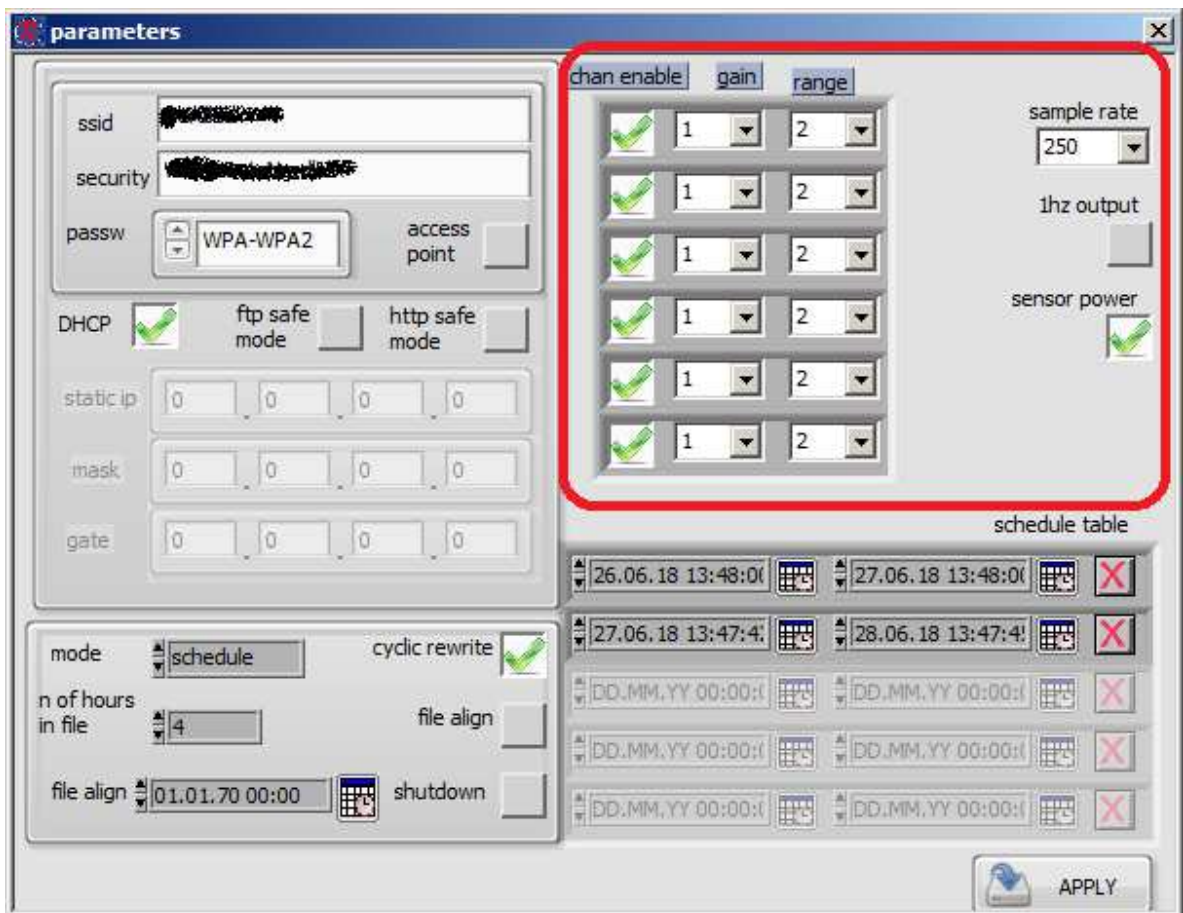 parameters
ssid
security
passw
WPA-WPA2
access
point
DHCP
ftp safe
mode
http safe
mode
static ip
0 . 0 . 0 . 0
mask
0 . 0 . 0 . 0
gate
0 . 0 . 0 . 0
mode
schedule
cyclic rewrite
n of hours
in file
4
file align
file align
01.01.70 00:00
shutdown
chan enable
gain
range
1 2
1 2
1 2
1 2
1 2
1 2
sample rate
250
1hz output
sensor power
schedule table
26.06.18 13:48:0 27.06.18 13:48:0 X
27.06.18 13:47:4 28.06.18 13:47:4 X
DD.MM.YY 00:00:( DD.MM.YY 00:00:( X
DD.MM.YY 00:00:( DD.MM.YY 00:00:( X
DD.MM.YY 00:00:( DD.MM.YY 00:00:( X
APPLY